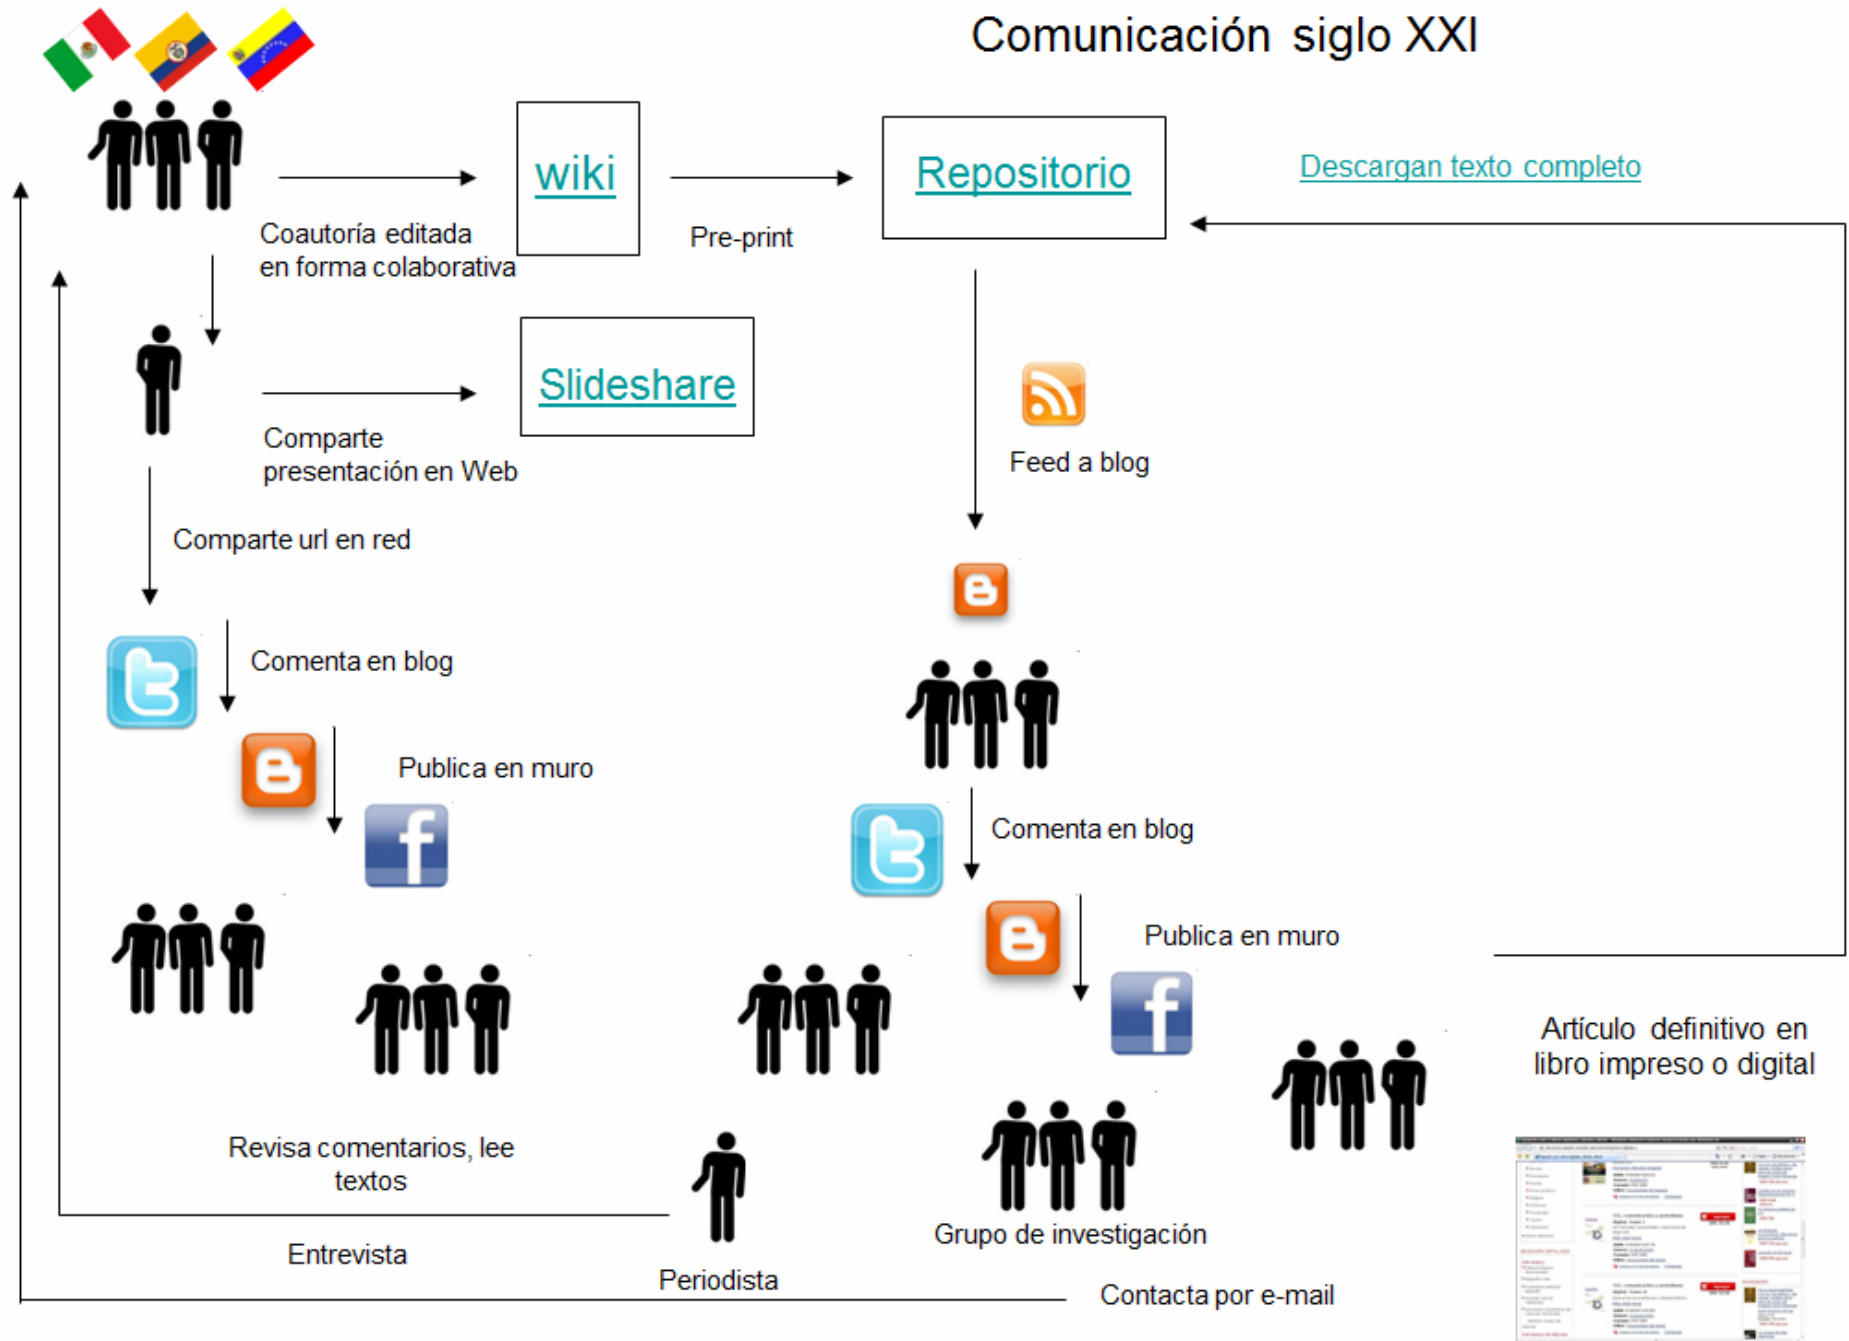 Comunicación siglo XXI
wiki
Repositorio
Descargan texto completo
Coautoría editada
en forma colaborativa
Pre-print
Slideshare
Comparte
presentación en Web
Feed a blog
Comparte url en red
Comenta en blog
Publica en muro
Comenta en blog
Publica en muro
Artículo definitivo en
libro impreso o digital
Revisa comentarios, lee
textos
Grupo de investigación
Entrevista
Periodista
Contacta por e-mail